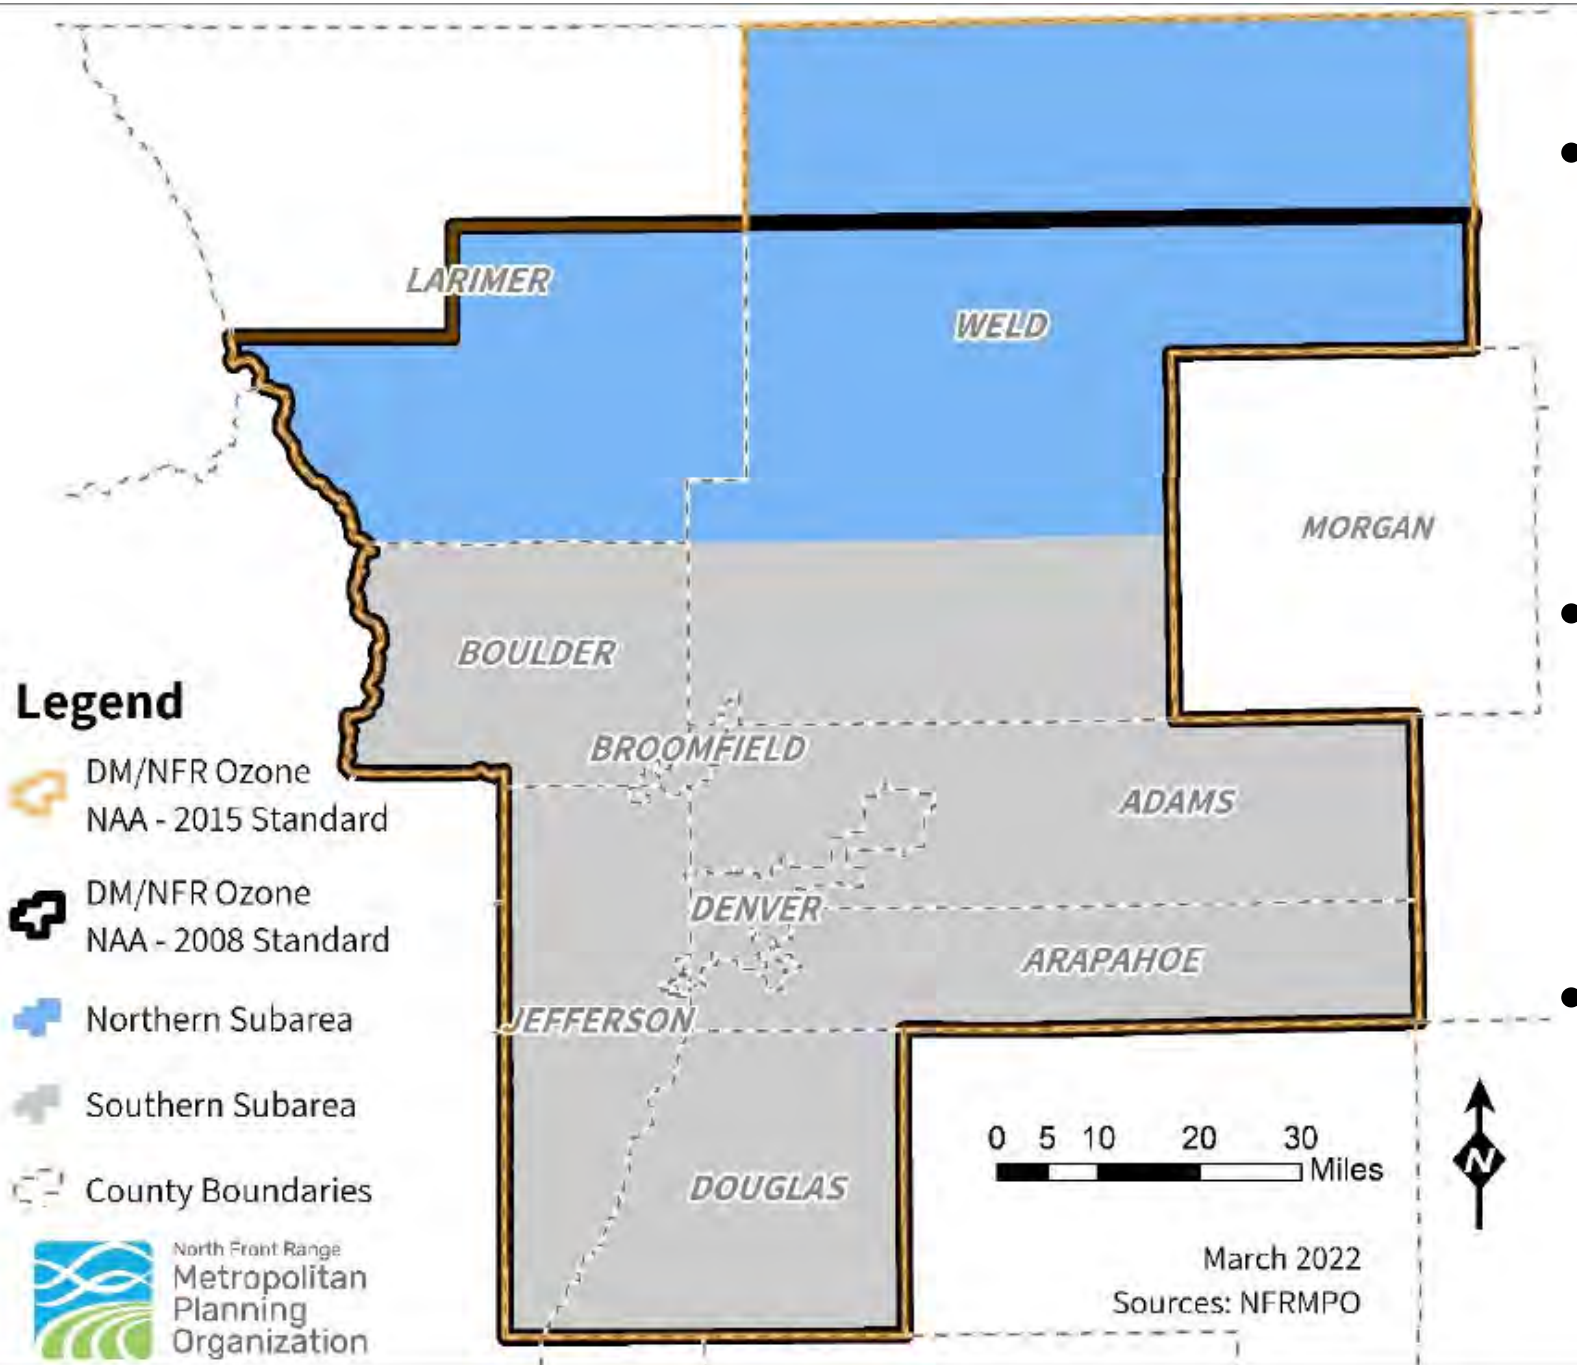 LARIMER
WELD
MORGAN
BOULDER
BROOMFIELD
ADAMS
DENVER
ARAPAHOE
JEFFERSON
DOUGLAS
Legend
DM/NFR Ozone
NAA - 2015 Standard
DM/NFR Ozone
NAA - 2008 Standard
Northern Subarea
Southern Subarea
County Boundaries
North Front Range
Metropolitan
Planning
Organization
0 5 10 20 30
Miles
N
March 2022
Sources: NFRMPO